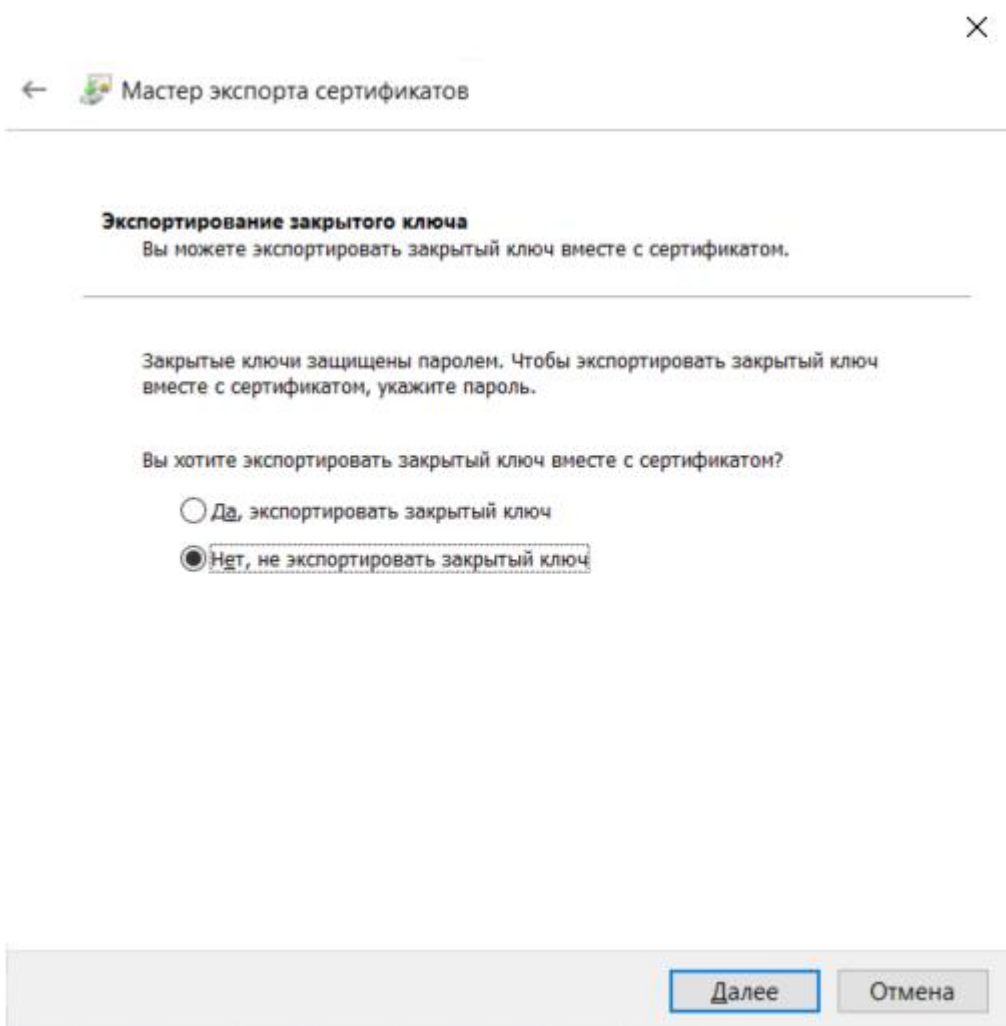 Мастер экспорта сертификатов
Экспортирование закрытого ключа
Вы можете экспортировать закрытый ключ вместе с сертификатом.
Закрытые ключи защищены паролем. Чтобы экспортировать закрытый ключ
вместе с сертификатом, укажите пароль.
Вы хотите экспортировать закрытый ключ вместе с сертификатом?
Да, экспортировать закрытый ключ
Нет, не экспортировать закрытый ключ
Далее
Отмена